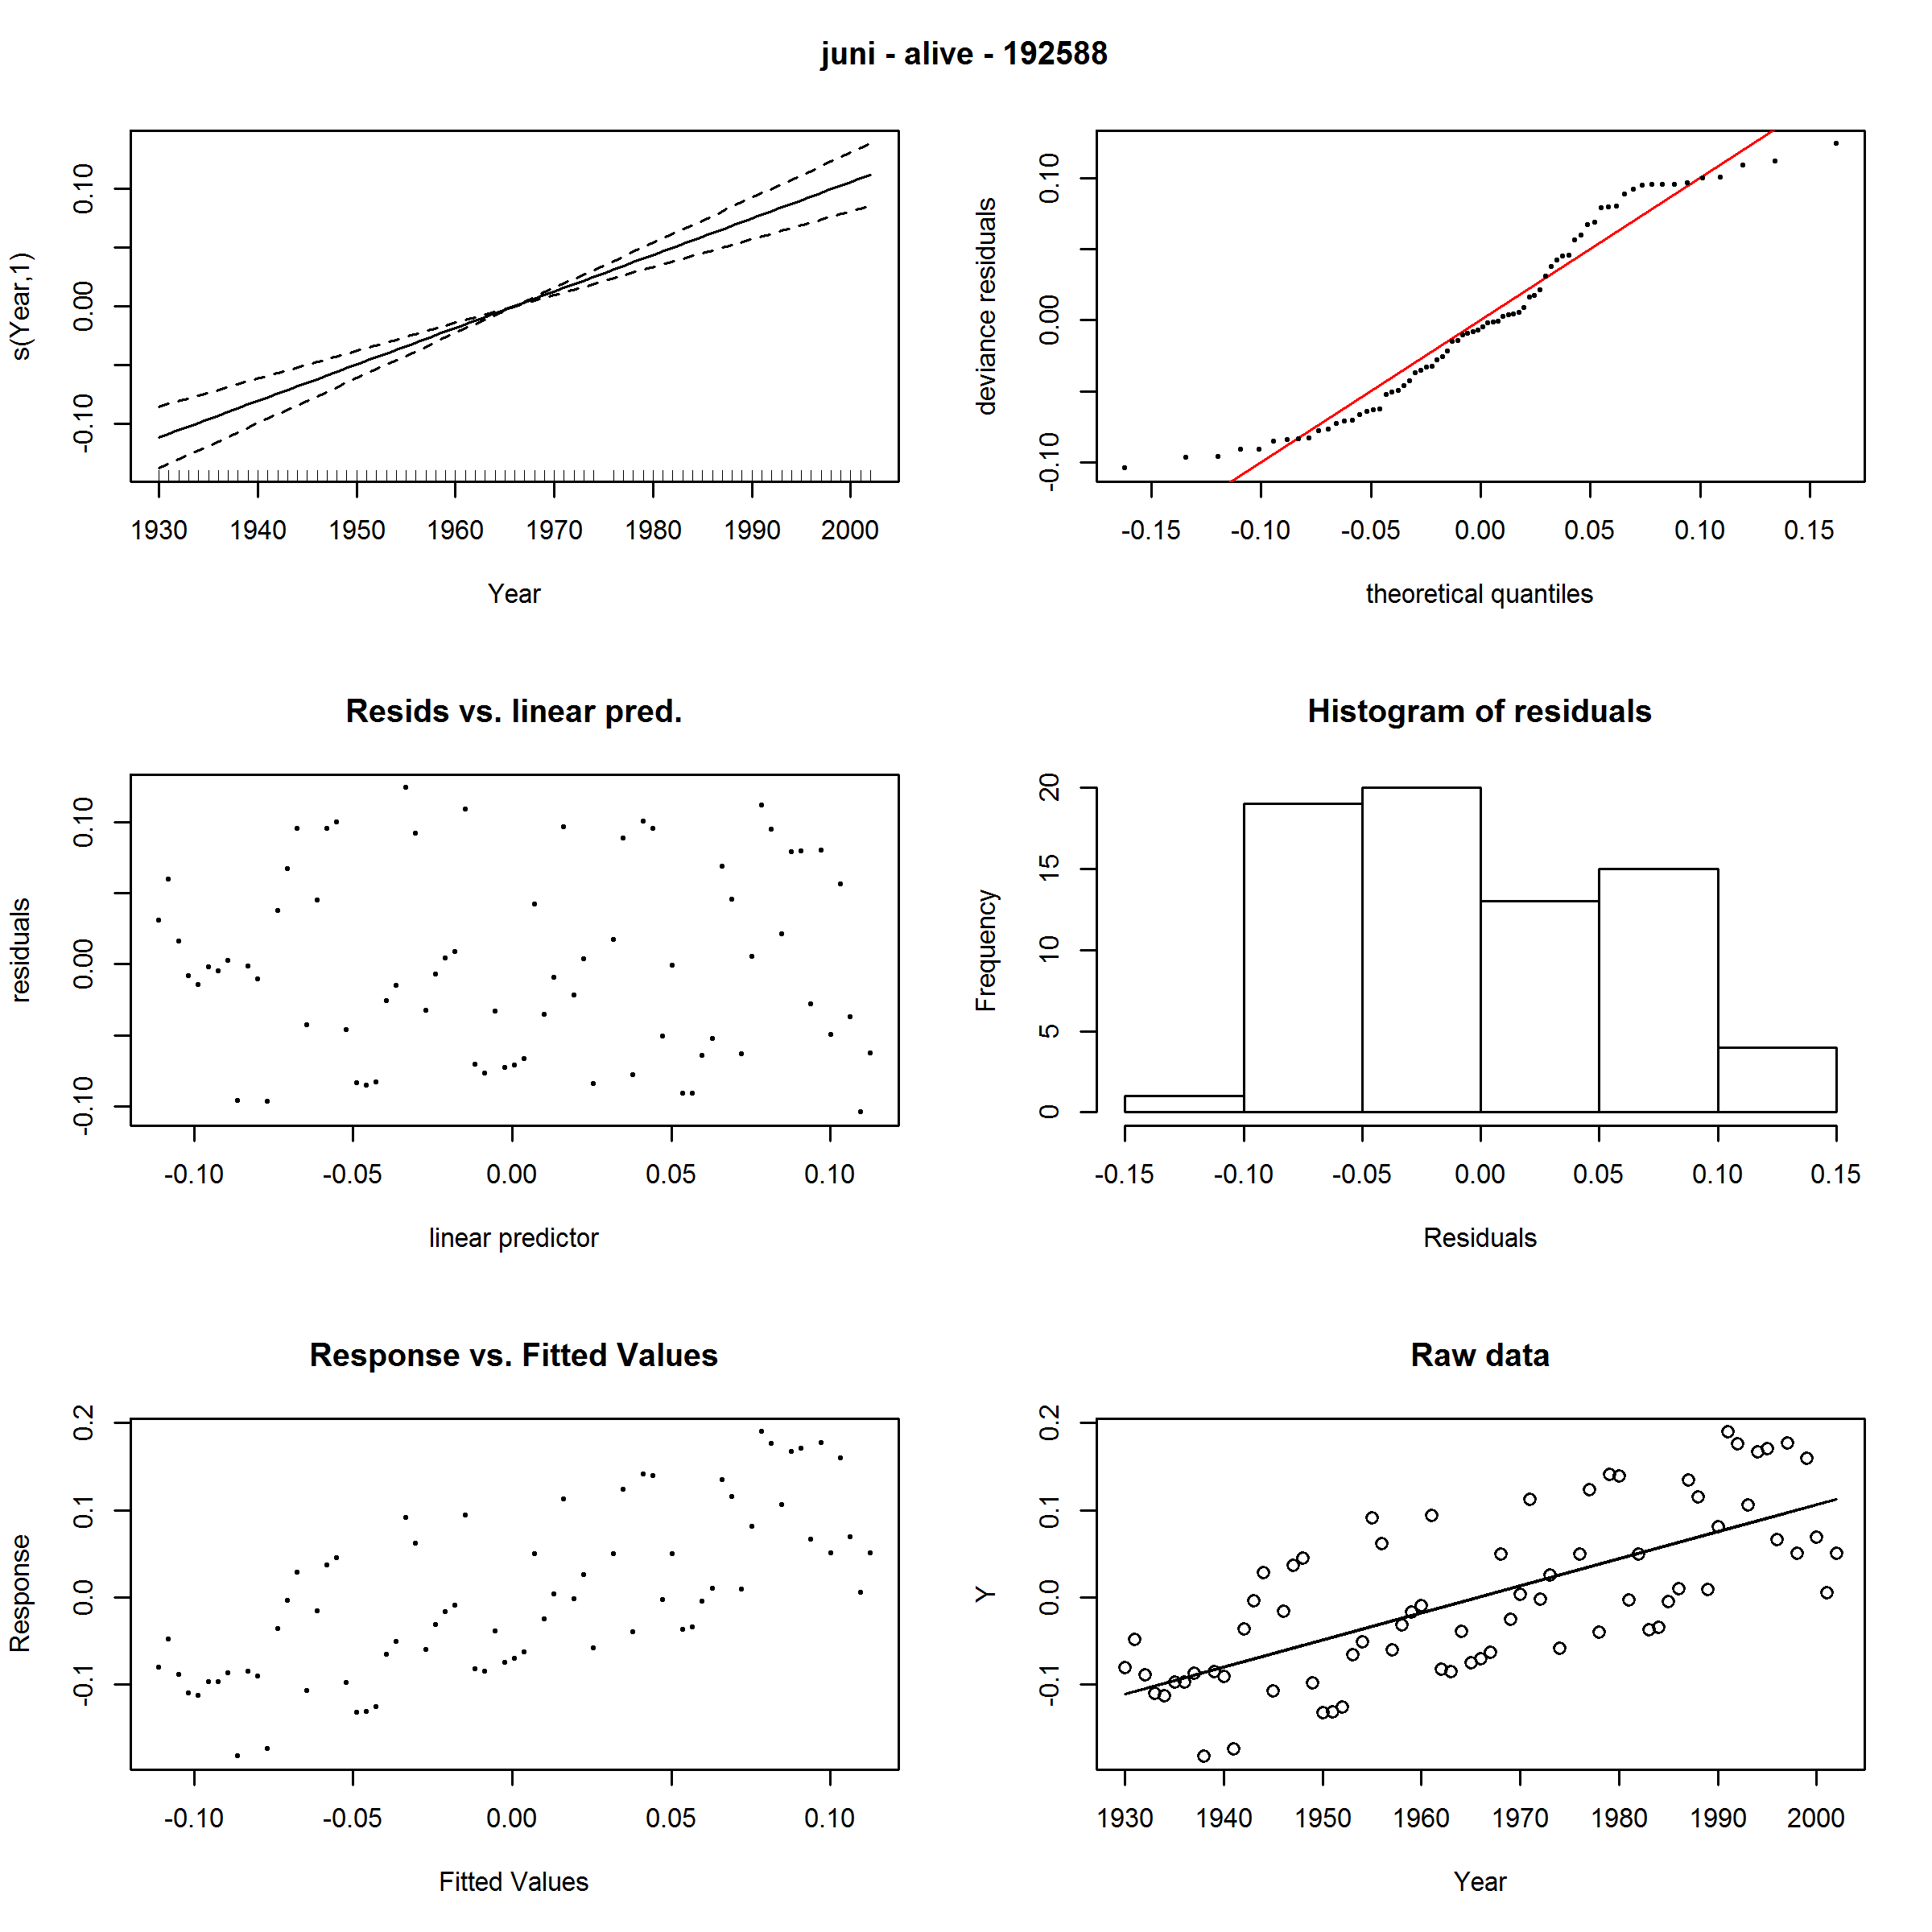 juni - alive - 192588
s(Year,1)
-0.10 0.00 0.10
1930 1940 1950 1960 1970 1980 1990 2000
Year
deviance residuals
-0.10 0.00 0.10
-0.15 -0.10 -0.05 0.00 0.05 0.10 0.15
theoretical quantiles
Resids vs. linear pred.
residuals
-0.10 0.00 0.10
-0.10 -0.05 0.00 0.05 0.10
linear predictor
Histogram of residuals
Frequency
0 5 10 15 20
-0.15 -0.10 -0.05 0.00 0.05 0.10 0.15
Residuals
Response vs. Fitted Values
Response
-0.1 0.0 0.1 0.2
-0.10 -0.05 0.00 0.05 0.10
Fitted Values
Raw data
Y
-0.1 0.0 0.1 0.2
1930 1940 1950 1960 1970 1980 1990 2000
Year